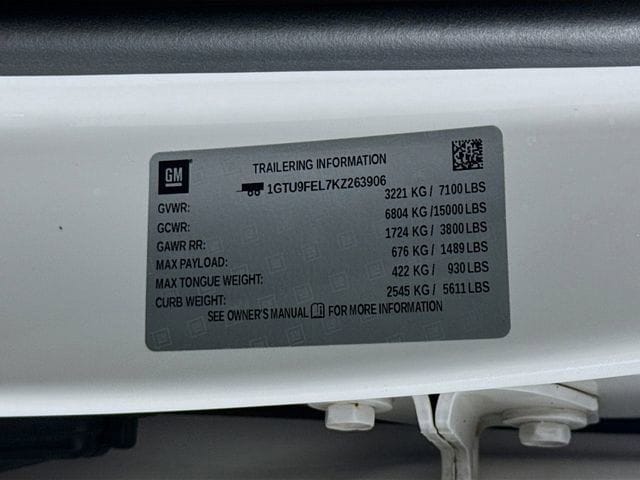 GM
TRAILERING INFORMATION
1GTU9FEL7KZ263906
GVWR: 3221 KG / 7100 LBS
GCWR: 6804 KG /15000 LBS
GAWR RR: 1724 KG / 3800 LBS
MAX PAYLOAD: 676 KG / 1489 LBS
MAX TONGUE WEIGHT: 422 KG / 930 LBS
CURB WEIGHT: 2545 KG / 5611 LBS
SEE OWNER'S MANUAL FOR MORE INFORMATION